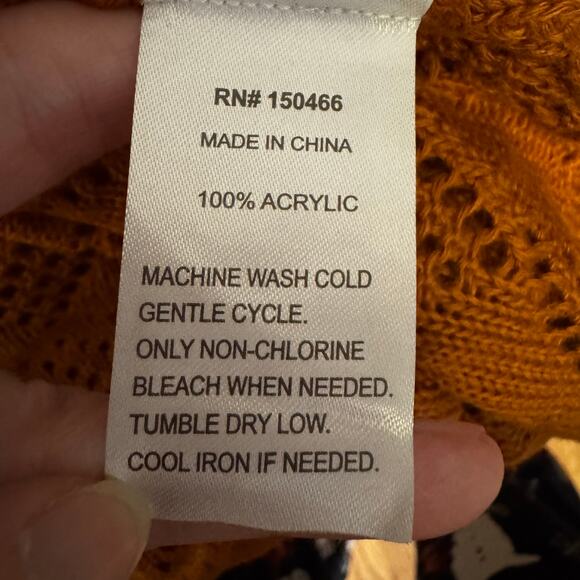 RN# 150466
MADE IN CHINA
100% ACRYLIC
MACHINE WASH COLD
GENTLE CYCLE.
ONLY NON-CHLORINE
BLEACH WHEN NEEDED.
TUMBLE DRY LOW.
COOL IRON IF NEEDED.